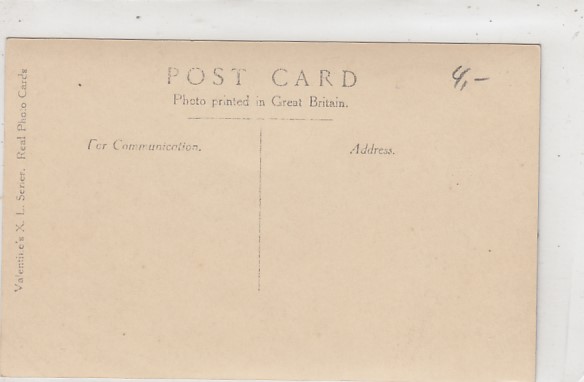 POST CARD
4,-
Photo printed in Great Britain.
For Communication.
Address.
Valentine's X. L. Series. Real Photo Cards